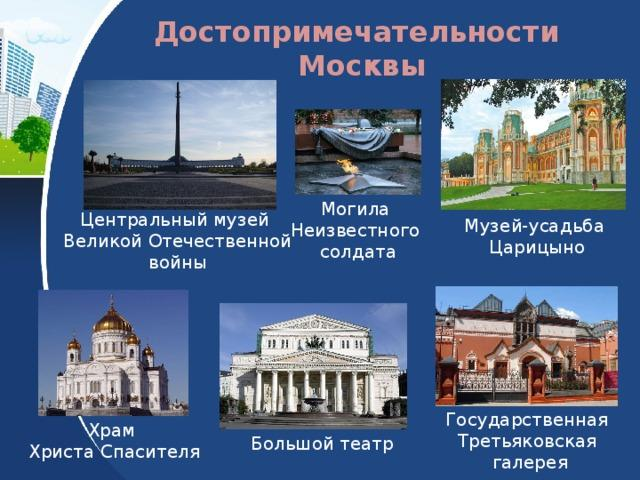 Достопримечательности
Москвы
Центральный музей
Великой Отечественной
войны
Могила
Неизвестного
солдата
Музей-усадьба
Царицыно
Храм
Христа Спасителя
Большой театр
Государственная
Третьяковская
галерея